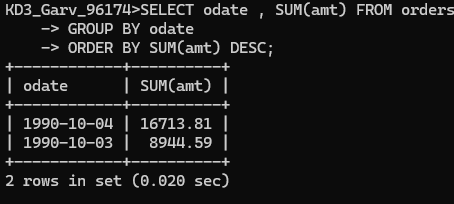 KD3_Garv_96174>SELECT odate , SUM(amt) FROM orders
    -> GROUP BY odate
    -> ORDER BY SUM(amt) DESC;
+------------+----------+
| odate      | SUM(amt) |
+------------+----------+
| 1990-10-04 | 16713.81 |
| 1990-10-03 |  8944.59 |
+------------+----------+
2 rows in set (0.020 sec)